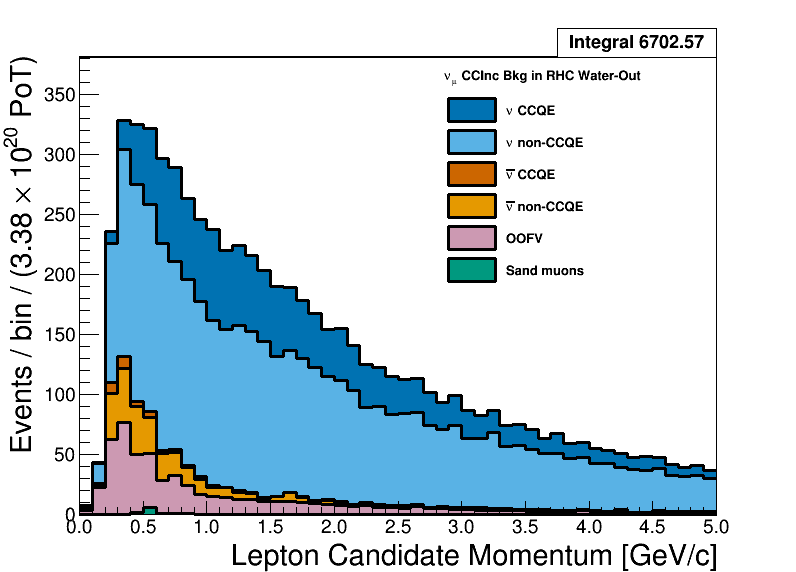 Integral 6702.57
ν_μ CCInc Bkg in RHC Water-Out
ν CCQE
ν non-CCQE
ν̅ CCQE
ν̅ non-CCQE
OOFV
Sand muons
Events / bin / (3.38 × 10^20 PoT)
350
300
250
200
150
100
50
0
0.0 0.5 1.0 1.5 2.0 2.5 3.0 3.5 4.0 4.5 5.0
Lepton Candidate Momentum [GeV/c]